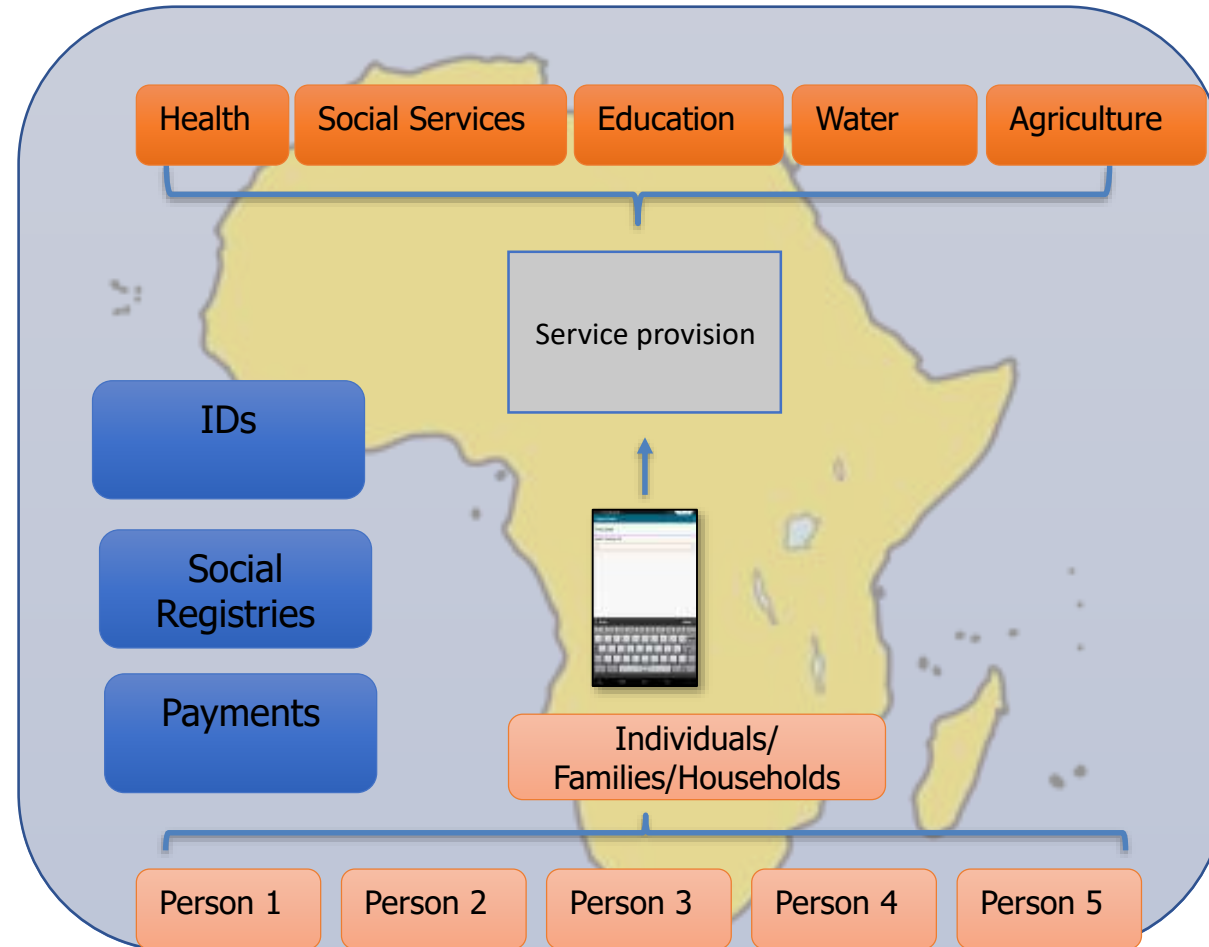 Health
Social Services
Education
Water
Agriculture
Service provision
IDs
Social
Registries
Payments
Individuals/
Families/Households
Person 1
Person 2
Person 3
Person 4
Person 5